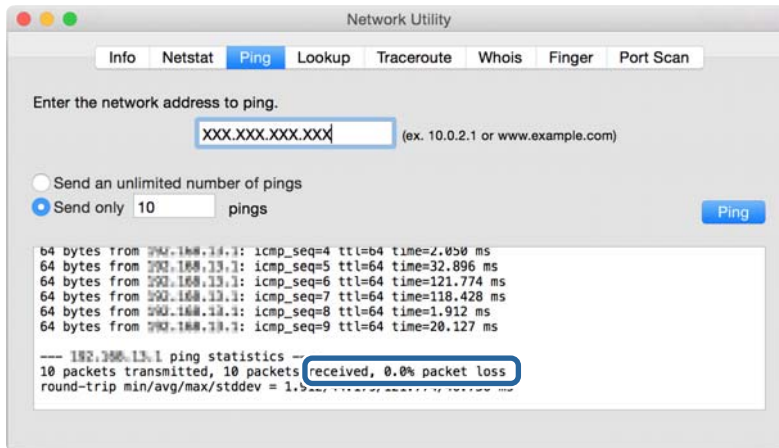 Network Utility
Info Netstat Ping Lookup Traceroute Whois Finger Port Scan
Enter the network address to ping.
XXX.XXX.XXX.XXX (ex. 10.0.2.1 or www.example.com)
Send an unlimited number of pings
Send only 10 pings
Ping
64 bytes from : icmp_seq=4 ttl=64 time=2.050 ms
64 bytes from : icmp_seq=5 ttl=64 time=32.896 ms
64 bytes from : icmp_seq=6 ttl=64 time=121.774 ms
64 bytes from : icmp_seq=7 ttl=64 time=118.428 ms
64 bytes from : icmp_seq=8 ttl=64 time=1.912 ms
64 bytes from : icmp_seq=9 ttl=64 time=20.127 ms
--- ping statistics --
10 packets transmitted, 10 packets received, 0.0% packet loss
round-trip min/avg/max/stddev =